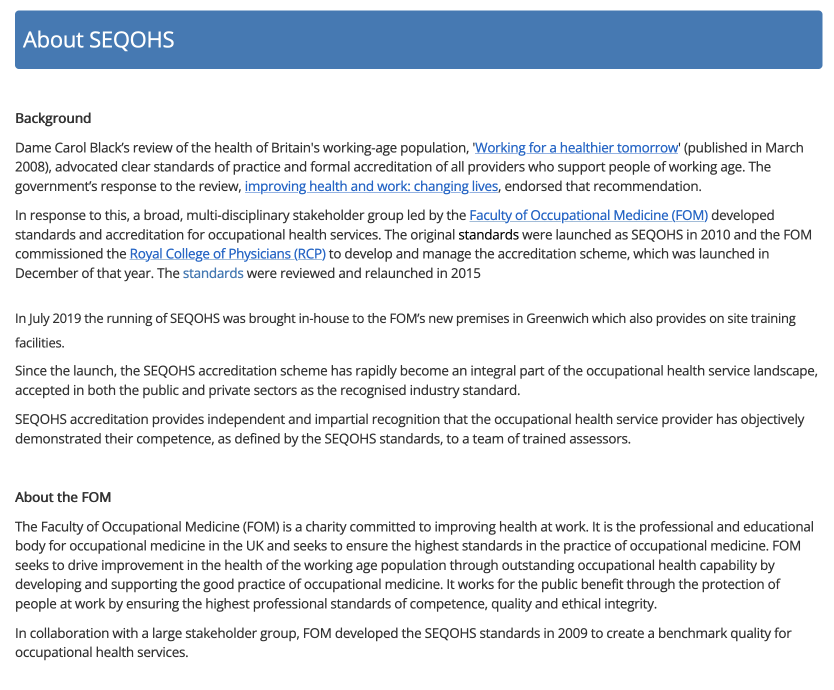 About SEQOHS
Background
Dame Carol Black’s review of the health of Britain's working-age population, 'Working for a healthier tomorrow' (published in March
2008), advocated clear standards of practice and formal accreditation of all providers who support people of working age. The
government’s response to the review, improving health and work: changing lives, endorsed that recommendation.
In response to this, a broad, multi-disciplinary stakeholder group led by the Faculty of Occupational Medicine (FOM) developed
standards and accreditation for occupational health services. The original standards were launched as SEQOHS in 2010 and the FOM
commissioned the Royal College of Physicians (RCP) to develop and manage the accreditation scheme, which was launched in
December of that year. The standards were reviewed and relaunched in 2015
In July 2019 the running of SEQOHS was brought in-house to the FOM’s new premises in Greenwich which also provides on site training
facilities.
Since the launch, the SEQOHS accreditation scheme has rapidly become an integral part of the occupational health service landscape,
accepted in both the public and private sectors as the recognised industry standard.
SEQOHS accreditation provides independent and impartial recognition that the occupational health service provider has objectively
demonstrated their competence, as defined by the SEQOHS standards, to a team of trained assessors.
About the FOM
The Faculty of Occupational Medicine (FOM) is a charity committed to improving health at work. It is the professional and educational
body for occupational medicine in the UK and seeks to ensure the highest standards in the practice of occupational medicine. FOM
seeks to drive improvement in the health of the working age population through outstanding occupational health capability by
developing and supporting the good practice of occupational medicine. It works for the public benefit through the protection of
people at work by ensuring the highest professional standards of competence, quality and ethical integrity.
In collaboration with a large stakeholder group, FOM developed the SEQOHS standards in 2009 to create a benchmark quality for
occupational health services.